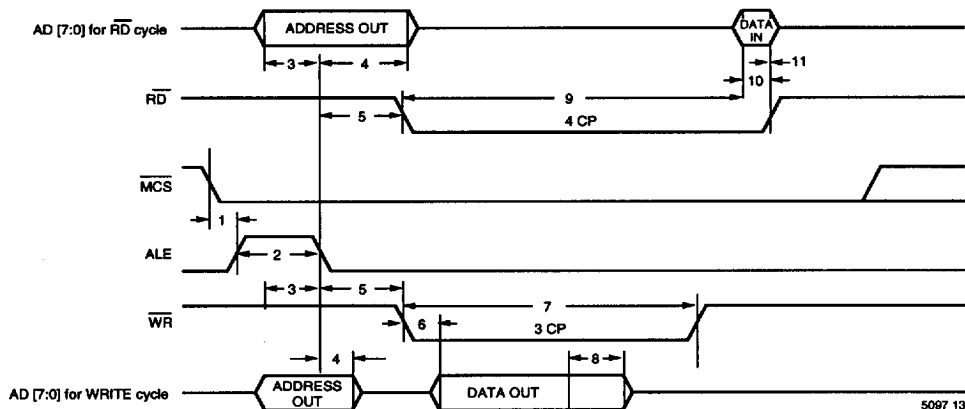 AD [7:0] for RD cycle
ADDRESS OUT
DATA
IN
3
4
11
10
RD
9
5
4 CP
MCS
1
ALE
2
3
5
7
WR
6
3 CP
4
8
AD [7:0] for WRITE cycle
ADDRESS
OUT
DATA OUT
5097 13